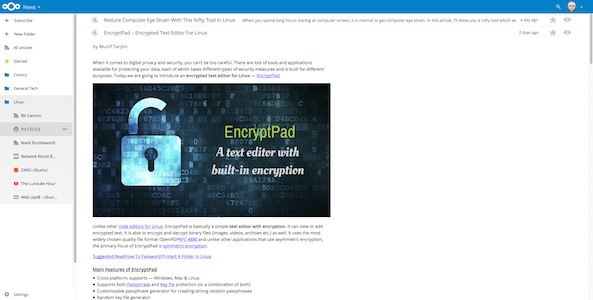 News
Subscribe
New Folder
All articles
Starred
Comics
General Tech
Linux
Bit Cannon
It's F.O.S.S.
Mark Shuttleworth
Network World B...
OMG! Ubuntu!
The Lunduke Hour
Web Upd8 - Ubun...
Settings
Reduce Computer Eye Strain With This Nifty Tool In Linux When you spend long hours staring at computer screen, it is normal to get computer eye strain. In this article, I'll show you a nifty tool which wi a day ago
EncryptPad – Encrypted Text Editor For Linux 2 days ago
by Munif Tanjim
When it comes to digital privacy and security, you can't be too careful. There are lots of tools and applications
available for protecting your data, each of which takes different types of security measures and is built for different
purposes. Today we are going to introduce an encrypted text editor for Linux — EncryptPad.
EncryptPad
A text editor with
built-in encryption
Unlike other code editors for Linux, EncryptPad is basically a simple text editor with encryption. It can view or edit
encrypted text. It is able to encrypt and decrypt binary files (images, videos, archives etc.) as well. It uses the most
widely chosen quality file format OpenPGP RFC 4880 and unlike other applications that use asymmetric encryption,
the primary focus of EncryptPad is symmetric encryption.
Suggested ReadHow To Password Protect A Folder In Linux
Main Features of EncryptPad
Cross-platform, supports — Windows, Mac & Linux.
Supports both Passphrase and Key file protection (or a combination of both)
Customizable passphrase generator for creating strong random passphrases
Random key file generator